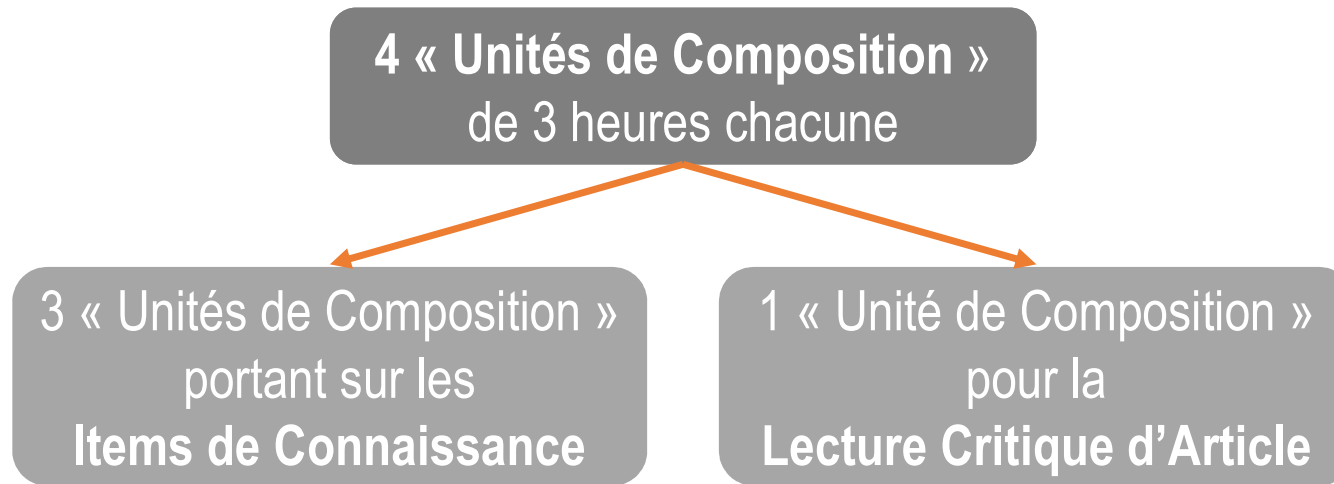 4 « Unités de Composition »
de 3 heures chacune
3 « Unités de Composition »
portant sur les
Items de Connaissance
1 « Unité de Composition »
pour la
Lecture Critique d’Article